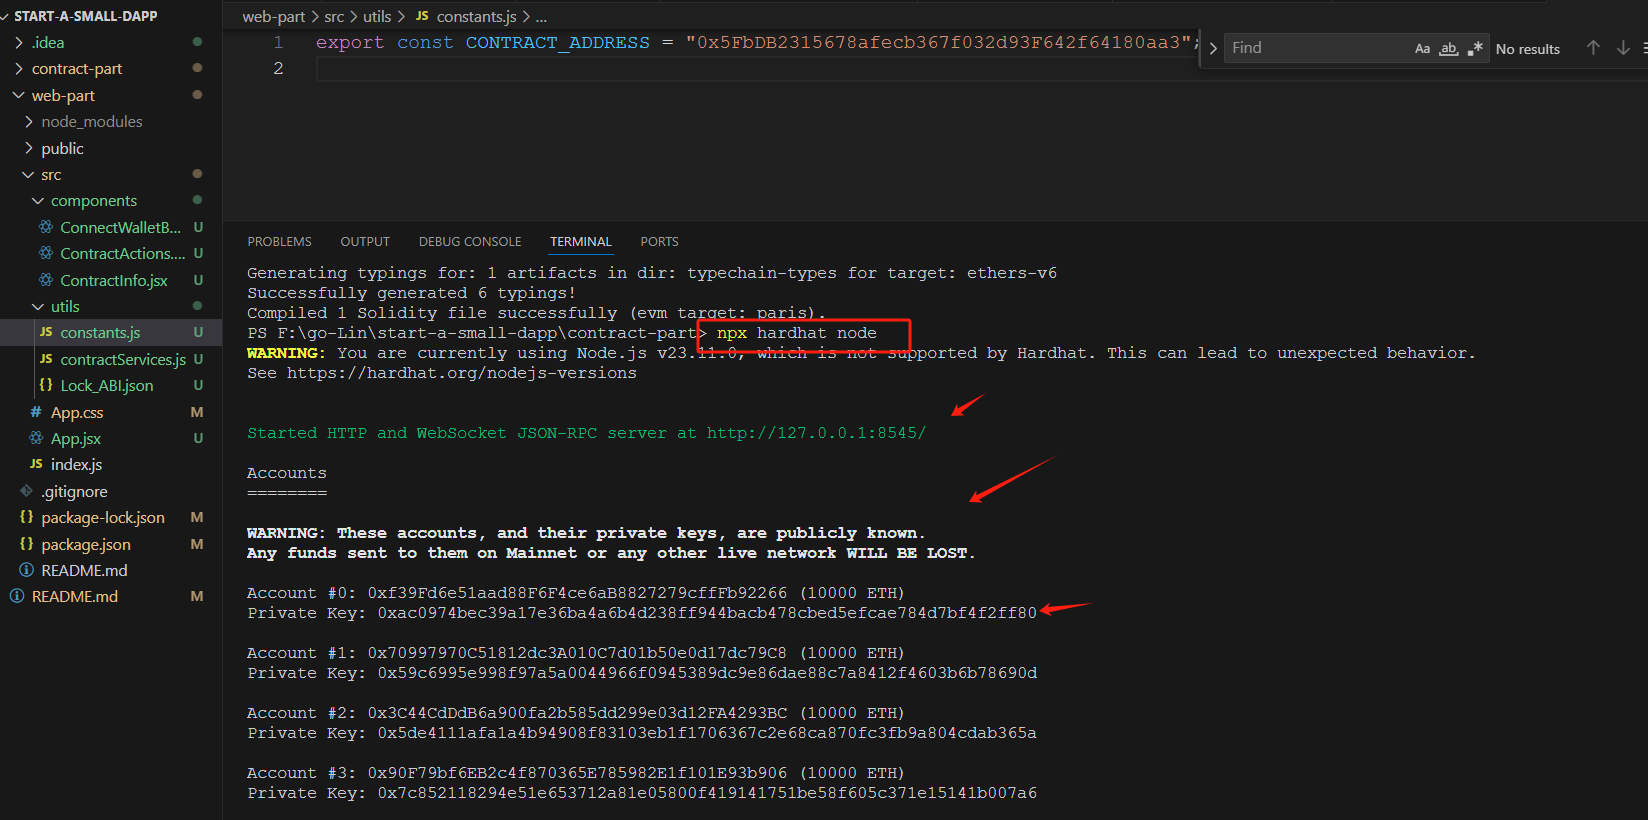 START-A-SMALL-DAPP
.idea
contract-part
web-part
node_modules
public
src
components
ConnectWalletB... U
ContractActions.... U
ContractInfo.jsx U
utils
JS constants.js U
JS contractServices.js U
{} Lock_ABI.json U
# App.css M
App.jsx U
JS index.js
.gitignore
{} package-lock.json M
{} package.json M
README.md
README.md M
web-part > src > utils > JS constants.js > ...
1 export const CONTRACT_ADDRESS = "0x5FbDB2315678afecb367f032d93F642f64180aa3";
2
Find Aa ab .* No results
PROBLEMS OUTPUT DEBUG CONSOLE TERMINAL PORTS
Generating typings for: 1 artifacts in dir: typechain-types for target: ethers-v6
Successfully generated 6 typings!
Compiled 1 Solidity file successfully (evm target: paris).
PS F:\go-Lin\start-a-small-dapp\contract-part> npx hardhat node
WARNING: You are currently using Node.js v23.11.0, which is not supported by Hardhat. This can lead to unexpected behavior.
See https://hardhat.org/nodejs-versions
Started HTTP and WebSocket JSON-RPC server at http://127.0.0.1:8545/
Accounts
========
WARNING: These accounts, and their private keys, are publicly known.
Any funds sent to them on Mainnet or any other live network WILL BE LOST.
Account #0: 0xf39Fd6e51aad88F6F4ce6aB8827279cffFb92266 (10000 ETH)
Private Key: 0xac0974bec39a17e36ba4a6b4d238ff944bacb478cbed5efcae784d7bf4f2ff80
Account #1: 0x70997970C51812dc3A010C7d01b50e0d17dc79C8 (10000 ETH)
Private Key: 0x59c6995e998f97a5a0044966f0945389dc9e86dae88c7a8412f4603b6b78690d
Account #2: 0x3C44CdDdB6a900fa2b585dd299e03d12FA4293BC (10000 ETH)
Private Key: 0x5de4111afa1a4b94908f83103eb1f1706367c2e68ca870fc3fb9a804cdab365a
Account #3: 0x90F79bf6EB2c4f870365E785982E1f101E93b906 (10000 ETH)
Private Key: 0x7c852118294e51e653712a81e05800f419141751be58f605c371e15141b007a6